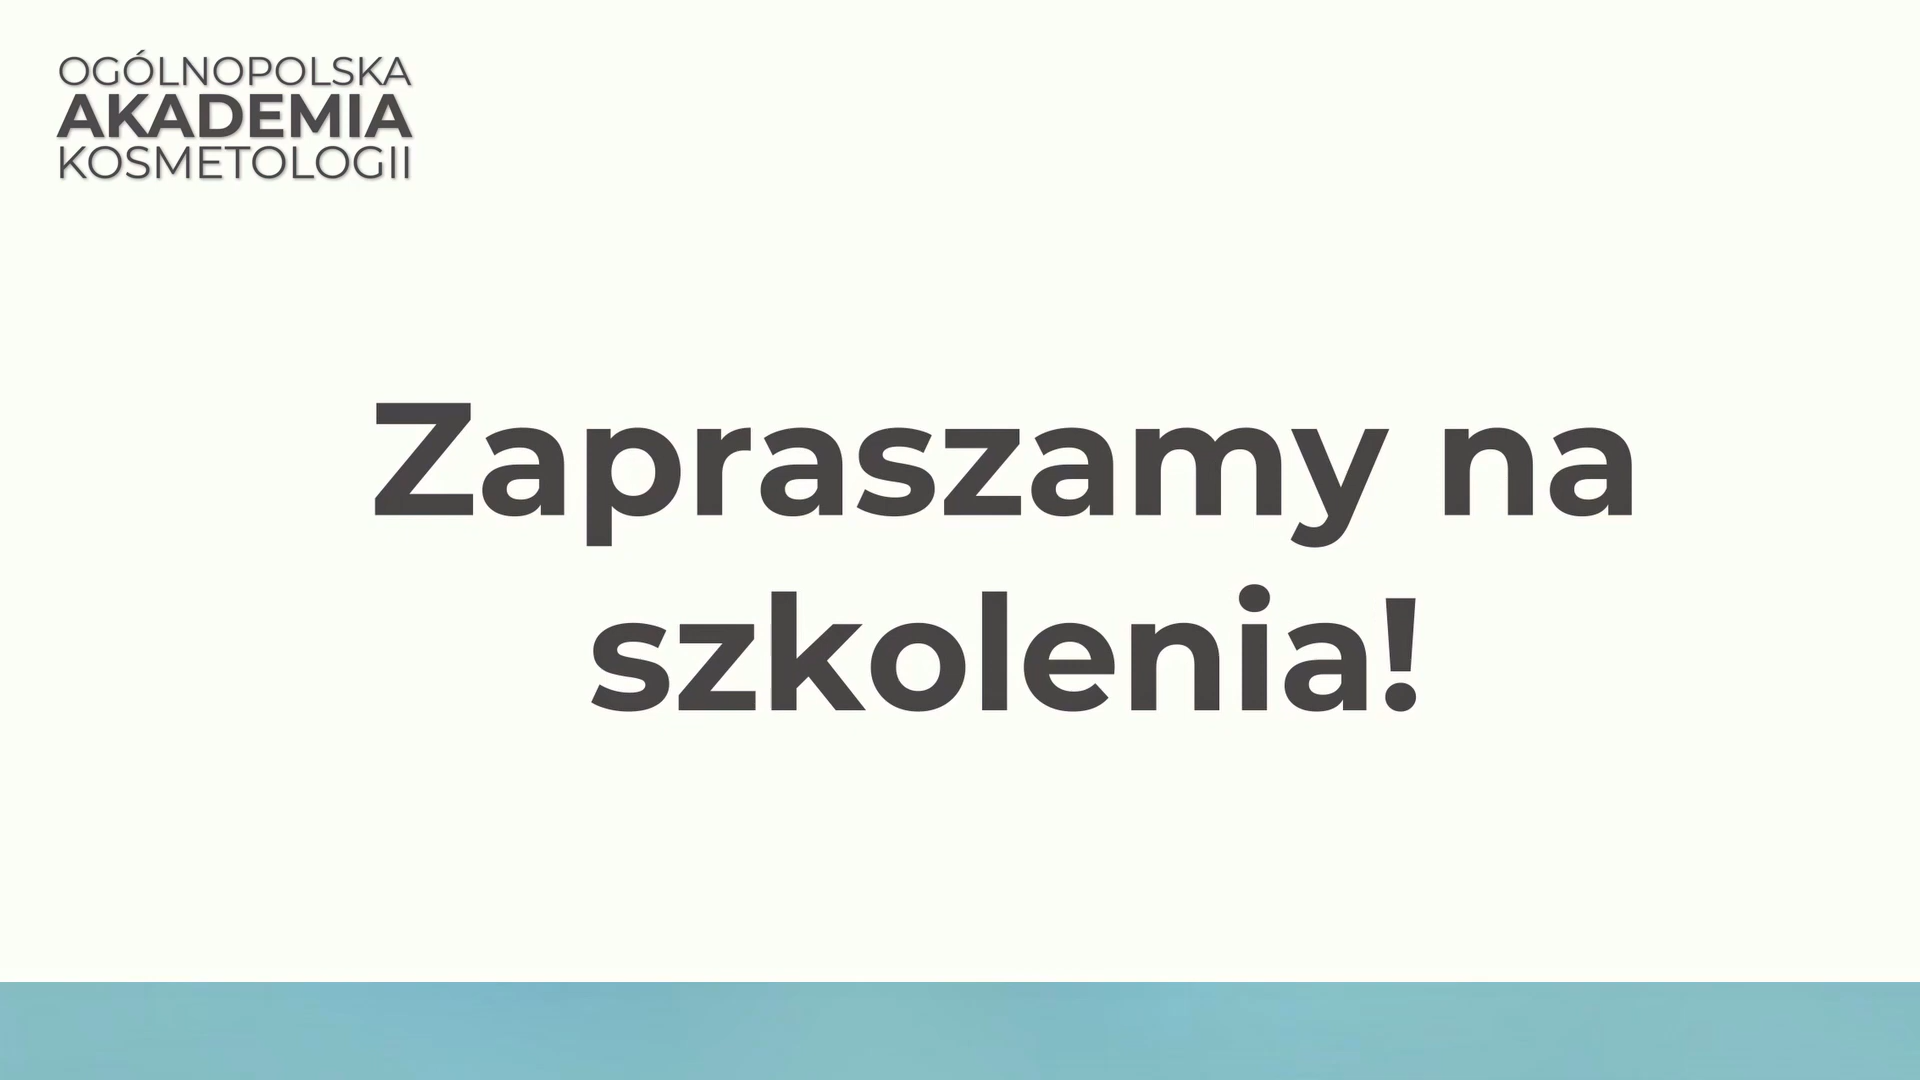 OGÓLNOPOLSKA
AKADEMIA
KOSMETOLOGII
Zapraszamy na
szkolenia!